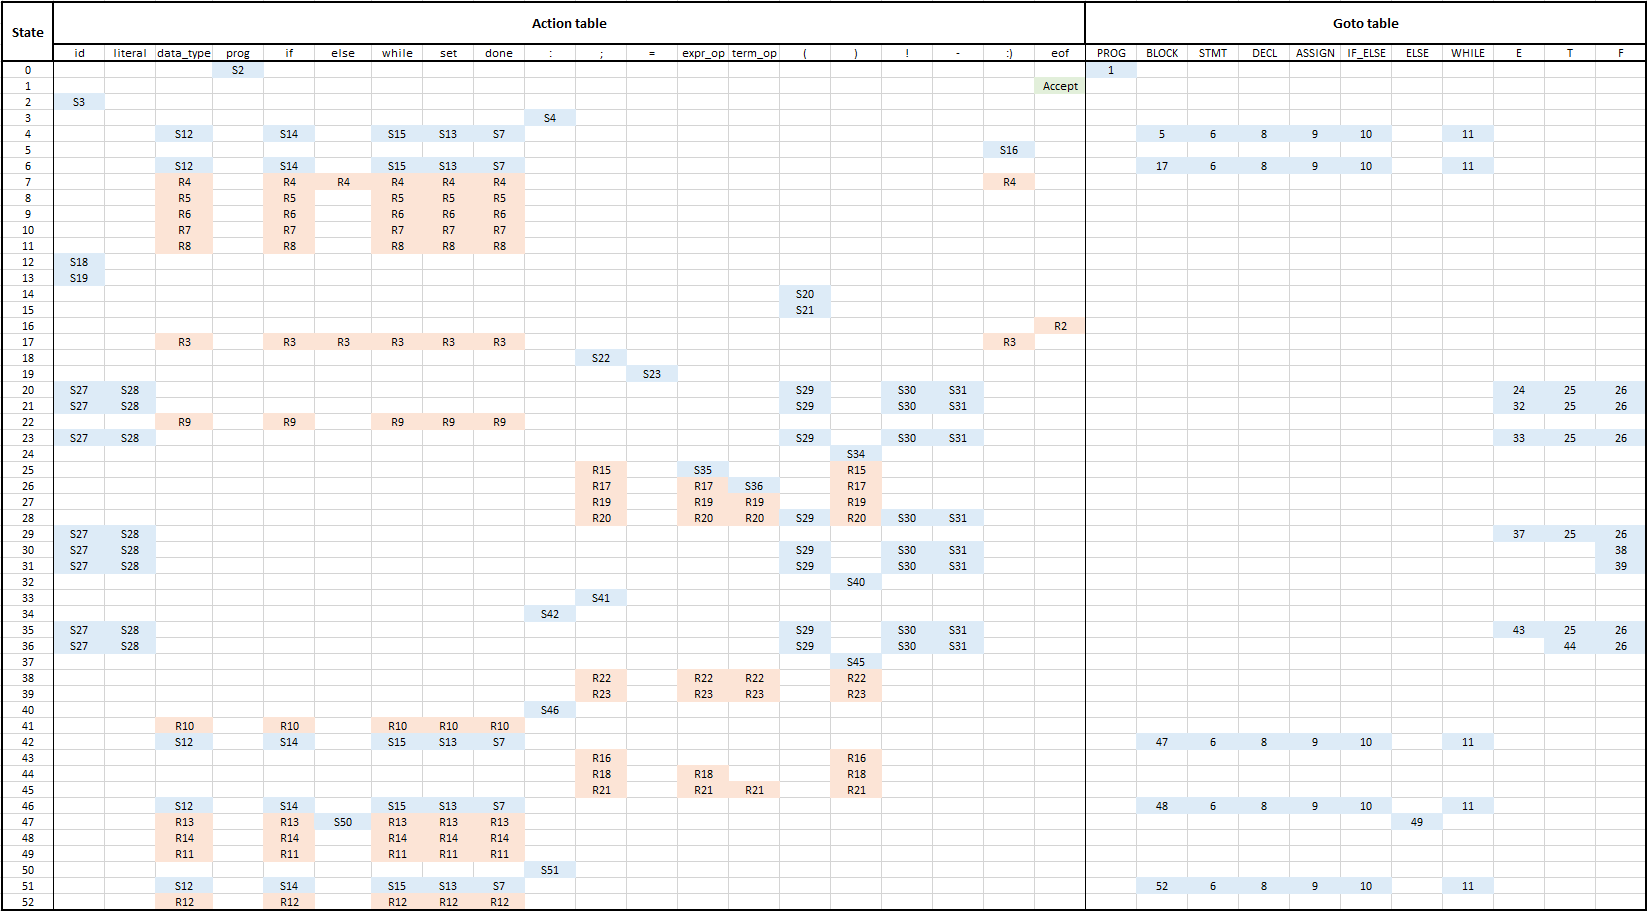 State Action table Goto table
id literal data_type prog if else while set done : ; = expr_op term_op ( ) ! - :) eof PROG BLOCK STMT DECL ASSIGN IF_ELSE ELSE WHILE E T F
0 S2 1
1 Accept
2 S3
3 S4
4 S12 S14 S15 S13 S7 5 6 8 9 10 11
5 S16
6 S12 S14 S15 S13 S7 17 6 8 9 10 11
7 R4 R4 R4 R4 R4 R4 R4
8 R5 R5 R5 R5 R5
9 R6 R6 R6 R6 R6
10 R7 R7 R7 R7 R7
11 R8 R8 R8 R8 R8
12 S18
13 S19
14 S20
15 S21
16 R2
17 R3 R3 R3 R3 R3 R3 R3
18 S22
19 S23
20 S27 S28 S29 S30 S31 24 25 26
21 S27 S28 S29 S30 S31 32 25 26
22 R9 R9 R9 R9 R9
23 S27 S28 S29 S30 S31 33 25 26
24 S34
25 R15 S35 R15
26 R17 R17 S36 R17
27 R19 R19 R19 R19
28 R20 R20 R20 S29 R20 S30 S31
29 S27 S28 37 25 26
30 S27 S28 S29 S30 S31 38
31 S27 S28 S29 S30 S31 39
32 S40
33 S41
34 S42
35 S27 S28 S29 S30 S31 43 25 26
36 S27 S28 S29 S30 S31 44 26
37 S45
38 R22 R22 R22 R22
39 R23 R23 R23 R23
40 S46
41 R10 R10 R10 R10 R10
42 S12 S14 S15 S13 S7 47 6 8 9 10 11
43 R16 R16
44 R18 R18 R18
45 R21 R21 R21 R21
46 S12 S14 S15 S13 S7 48 6 8 9 10 11
47 R13 R13 S50 R13 R13 R13 49
48 R14 R14 R14 R14 R14
49 R11 R11 R11 R11 R11
50 S51
51 S12 S14 S15 S13 S7 52 6 8 9 10 11
52 R12 R12 R12 R12 R12